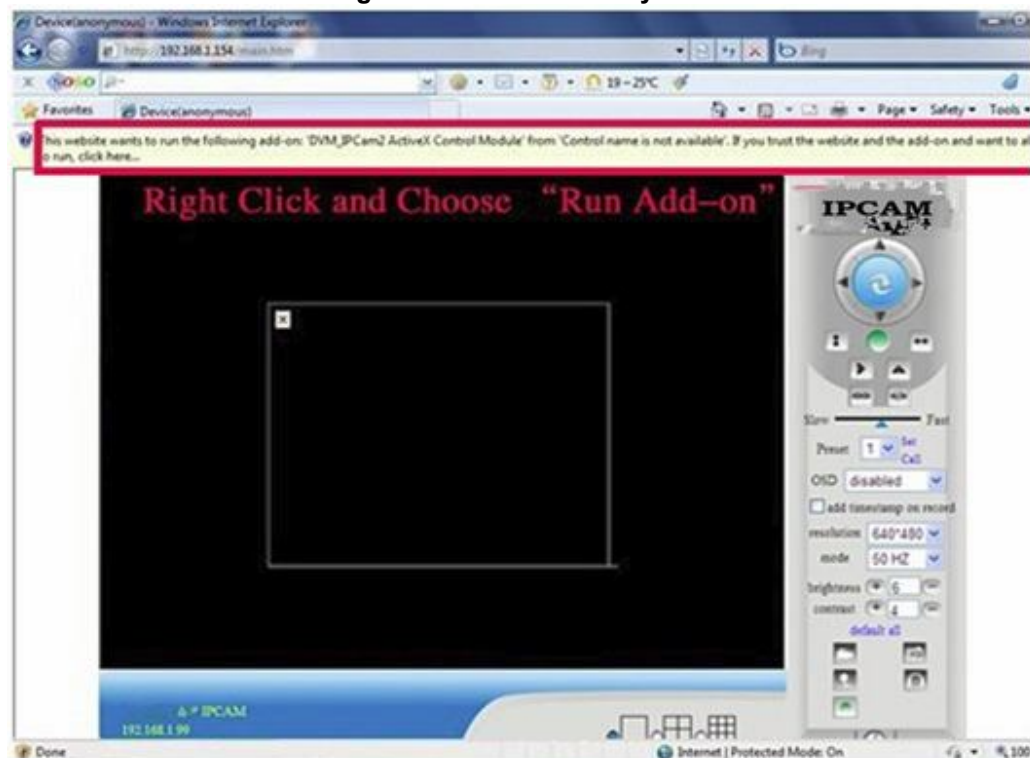 Device(anonymous) - Windows Internet Explorer
http://192.168.1.154/main.htm
Bing
X SOSO 19~25℃
Favorites Device(anonymous) Page Safety Tools
This website wants to run the following add-on: 'DVM_IPCam2 ActiveX Control Module' from 'Control name is not available'. If you trust the website and the add-on and want to
o run, click here...
Right Click and Choose “Run Add-on”
IPCAM
Slow Fast
Preset 1 Set
Call
OSD disabled
add timestamp on record
resolution 640*480
mode 50 HZ
brightness 6
contrast 4
default all
IPCAM
192.168.1.99
Done Internet | Protected Mode: On 100